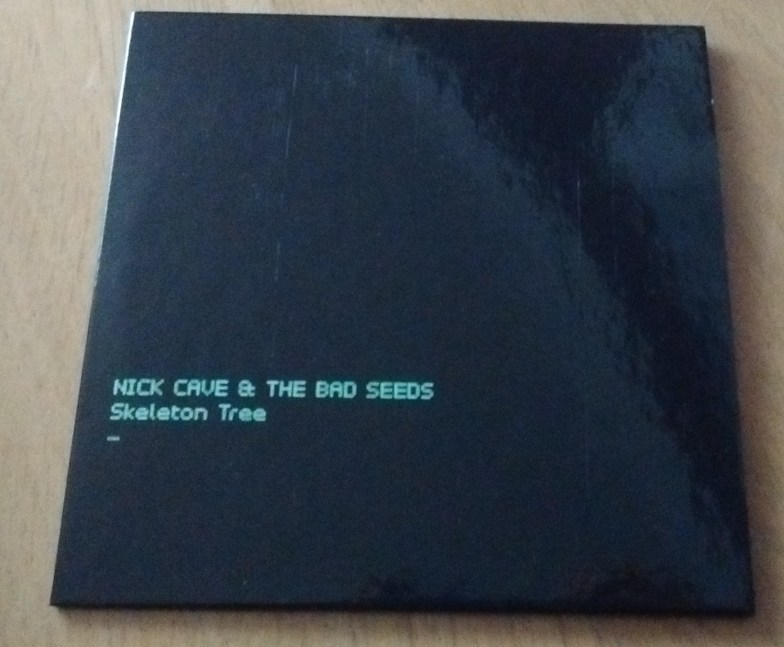 NICK CAVE & THE BAD SEEDS
Skeleton Tree
_